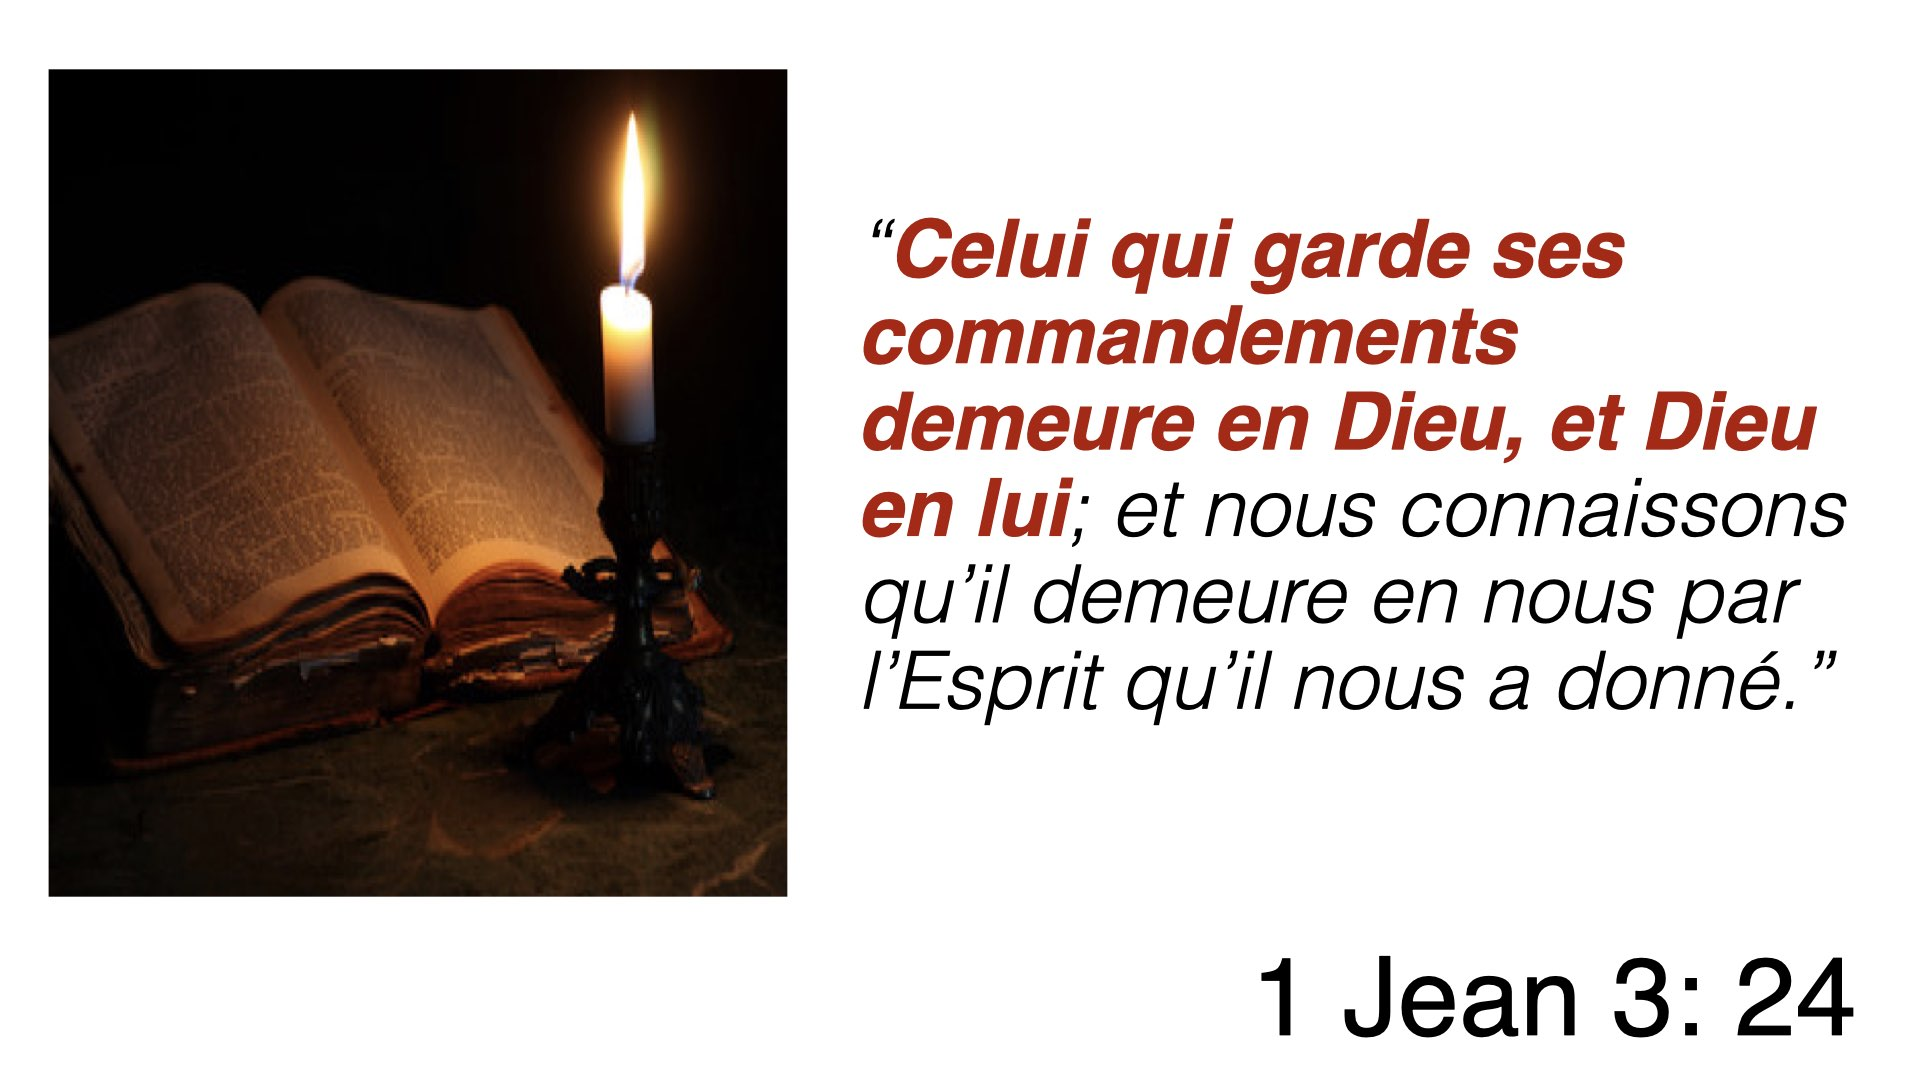 “Celui qui garde ses
commandements
demeure en Dieu, et Dieu
en lui; et nous connaissons
qu’il demeure en nous par
l’Esprit qu’il nous a donné.”
1 Jean 3: 24